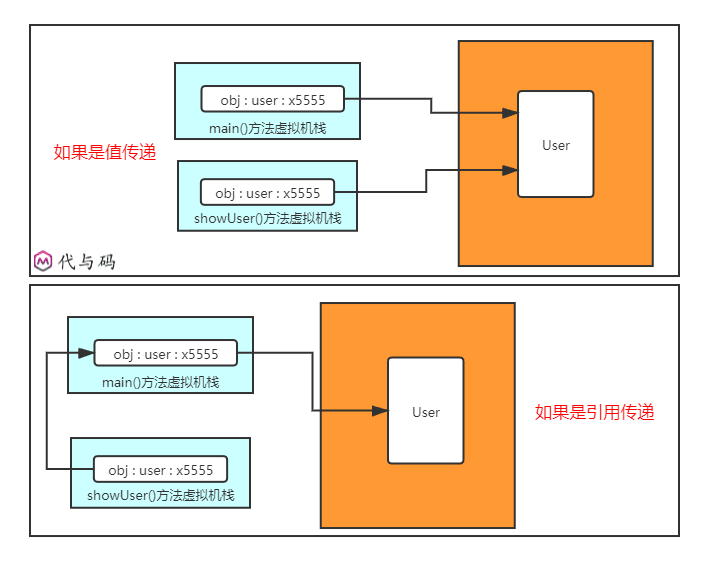 obj : user : x5555
main()方法虚拟机栈
如果是值传递
User
obj : user : x5555
showUser()方法虚拟机栈
代与码
obj : user : x5555
main()方法虚拟机栈
User
如果是引用传递
obj : user : x5555
showUser()方法虚拟机栈